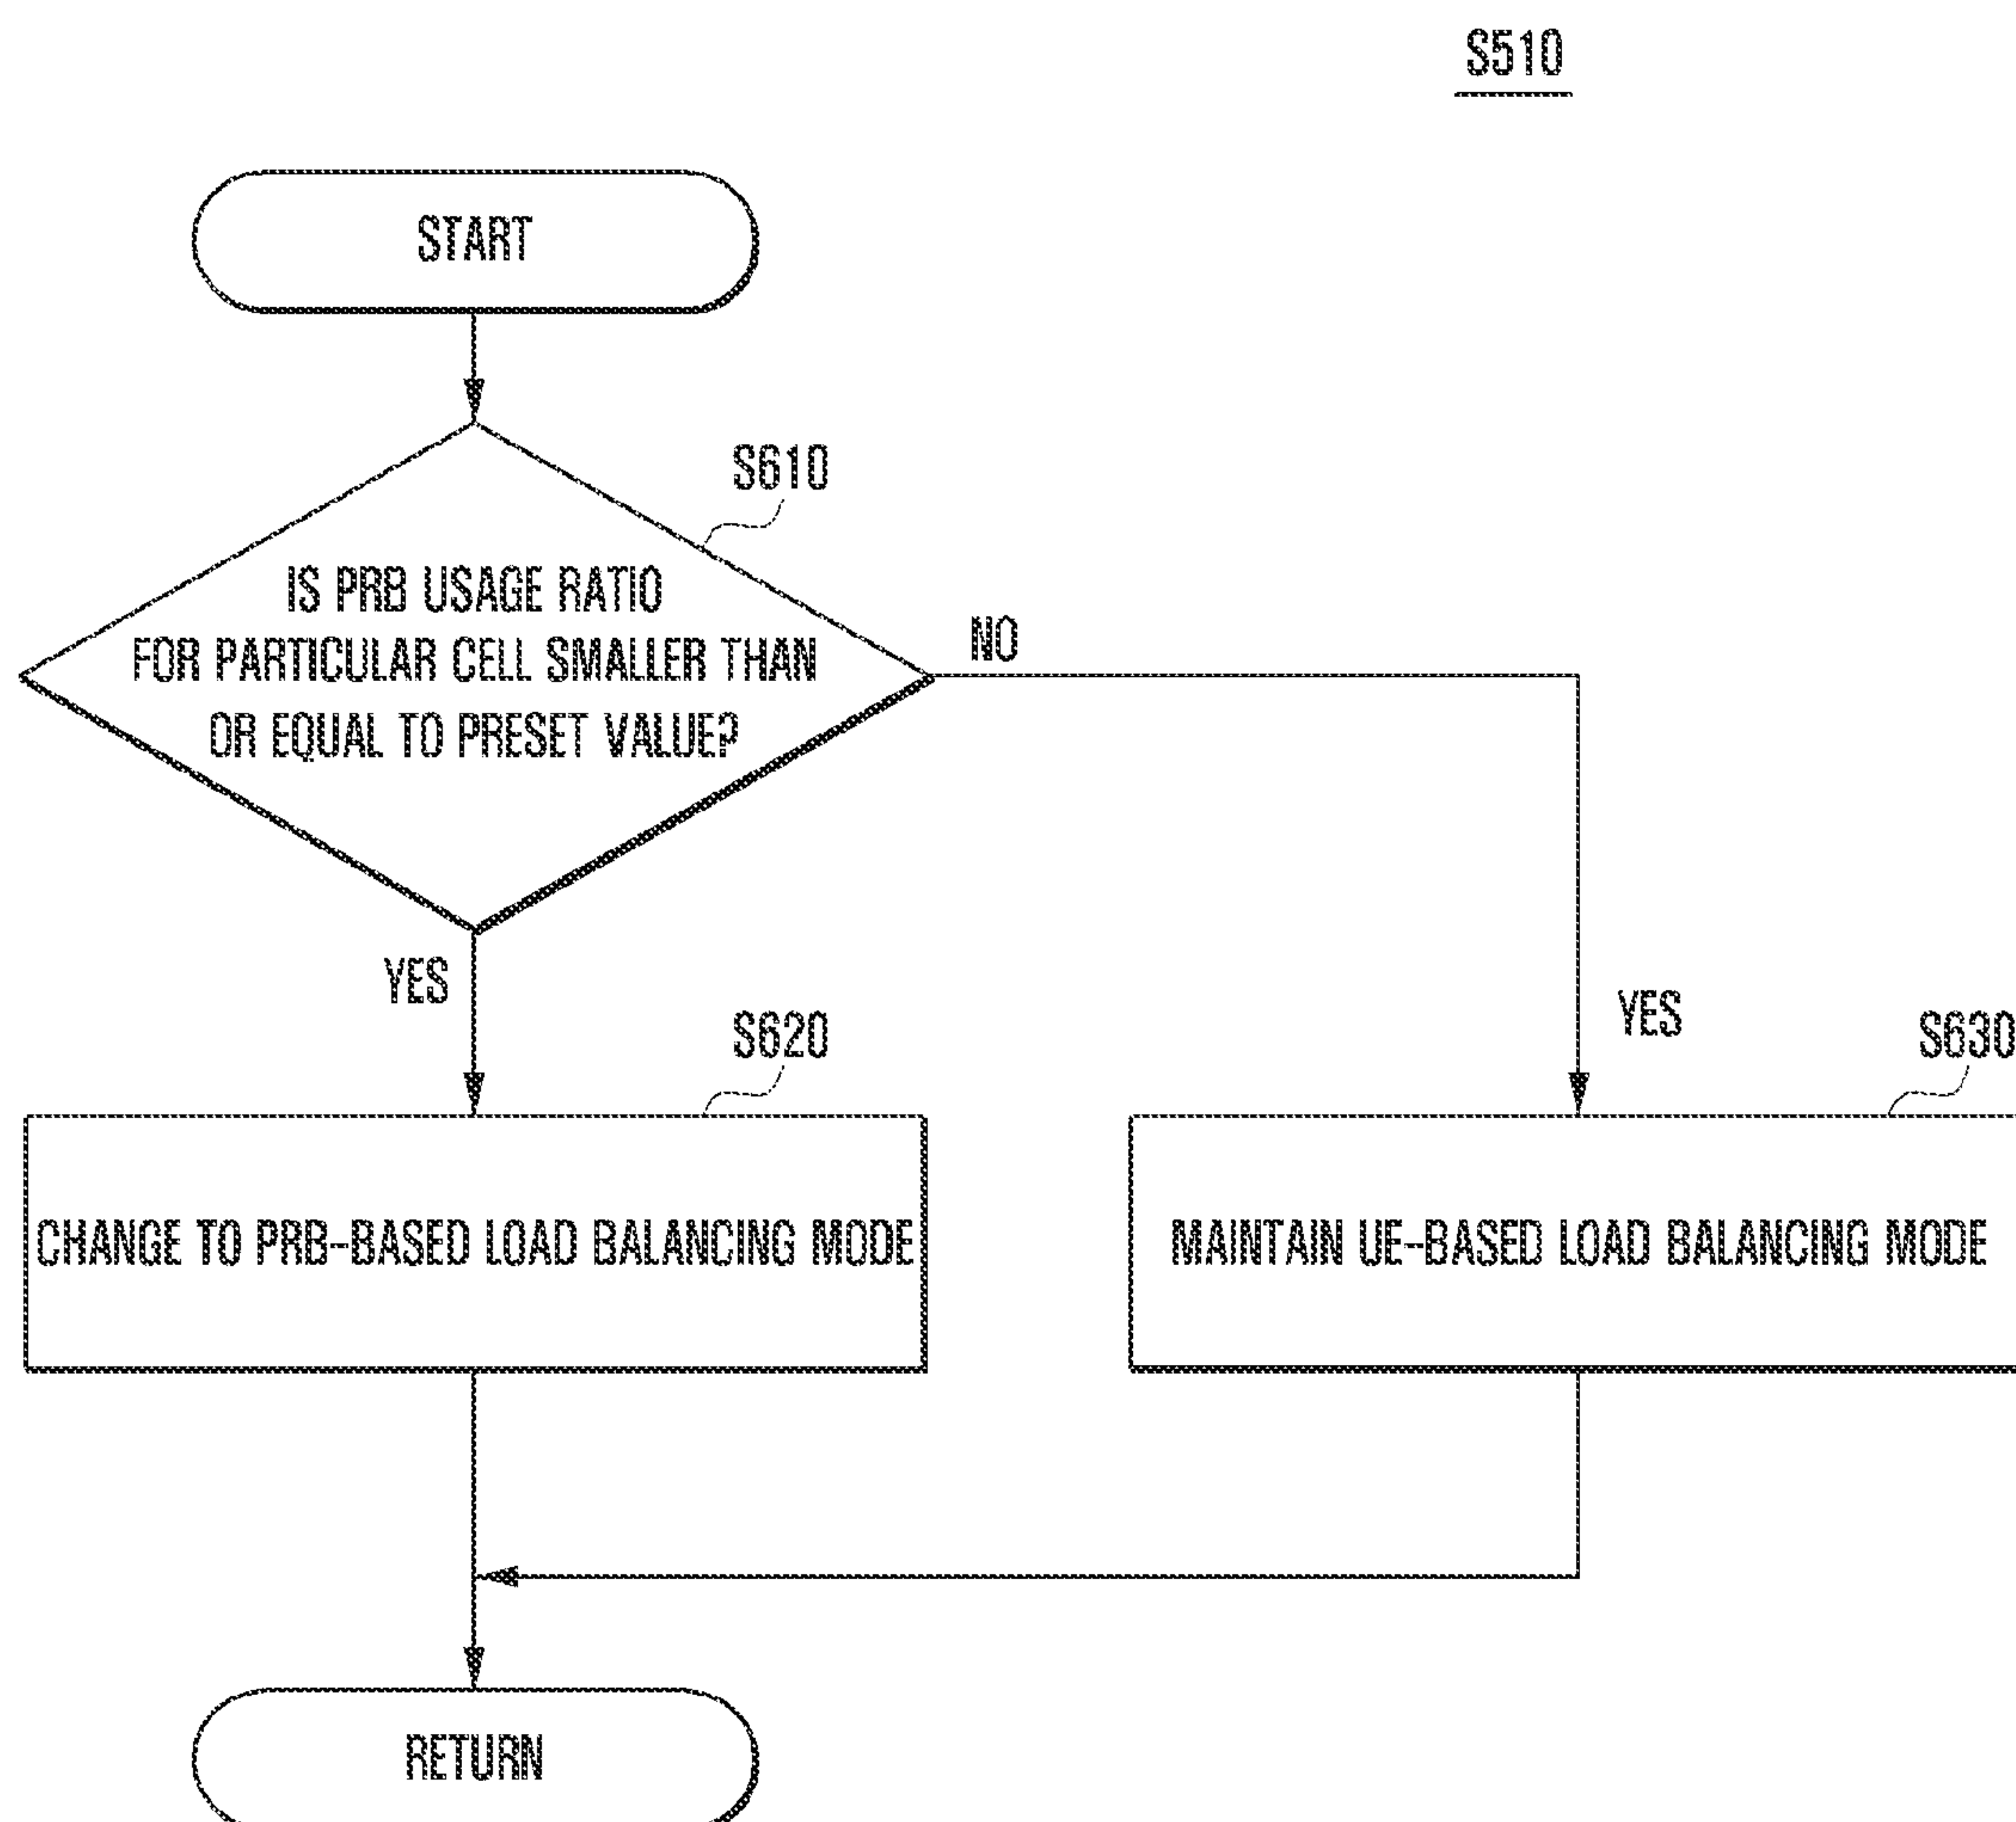 S510
START
S610
IS PRB USAGE RATIO
FOR PARTICULAR CELL SMALLER THAN
OR EQUAL TO PRESET VALUE?
NO
YES
YES
S620
S630
CHANGE TO PRB-BASED LOAD BALANCING MODE
MAINTAIN UE-BASED LOAD BALANCING MODE
RETURN